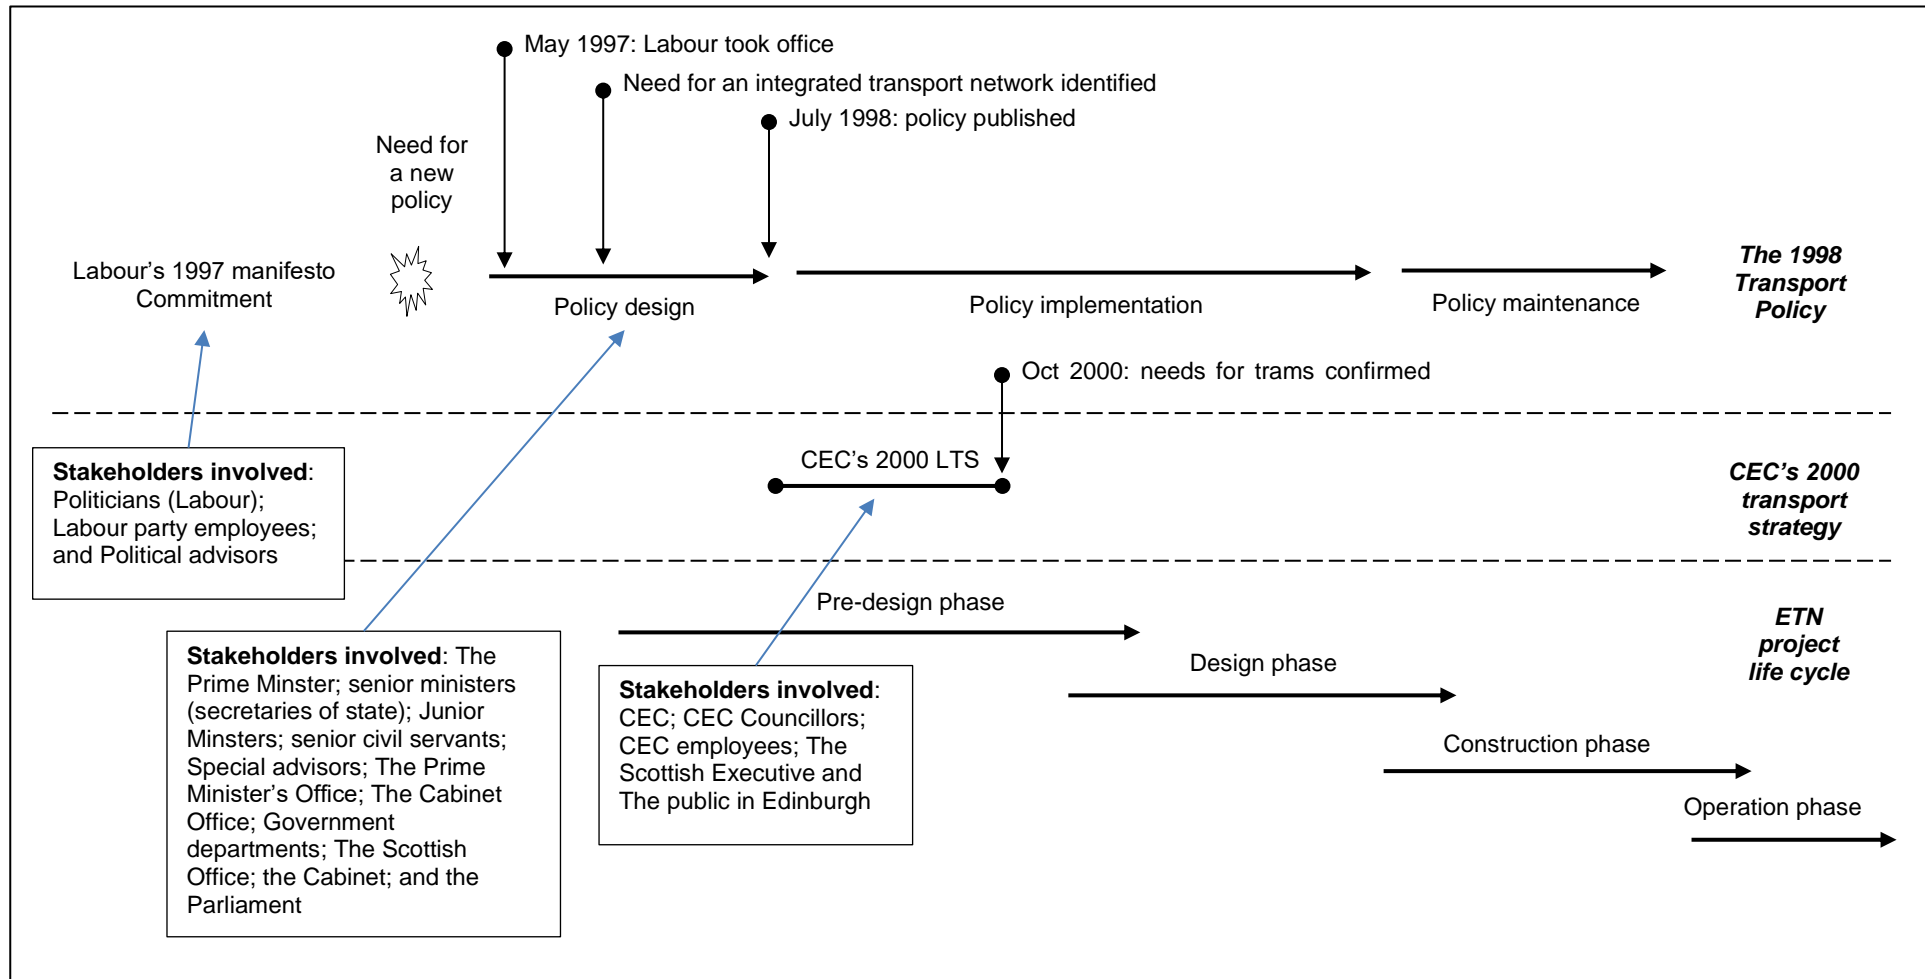 May 1997: Labour took office
Need for an integrated transport network identified
July 1998: policy published
Need for
a new
policy
Labour’s 1997 manifesto
Commitment
Policy design
Policy implementation
Policy maintenance
The 1998
Transport
Policy
Oct 2000: needs for trams confirmed
Stakeholders involved:
Politicians (Labour);
Labour party employees;
and Political advisors
CEC’s 2000 LTS
CEC’s 2000
transport
strategy
Pre-design phase
Design phase
Construction phase
Operation phase
ETN
project
life cycle
Stakeholders involved: The
Prime Minster; senior ministers
(secretaries of state); Junior
Minsters; senior civil servants;
Special advisors; The Prime
Minister’s Office; The Cabinet
Office; Government
departments; The Scottish
Office; the Cabinet; and the
Parliament
Stakeholders involved:
CEC; CEC Councillors;
CEC employees; The
Scottish Executive and
The public in Edinburgh